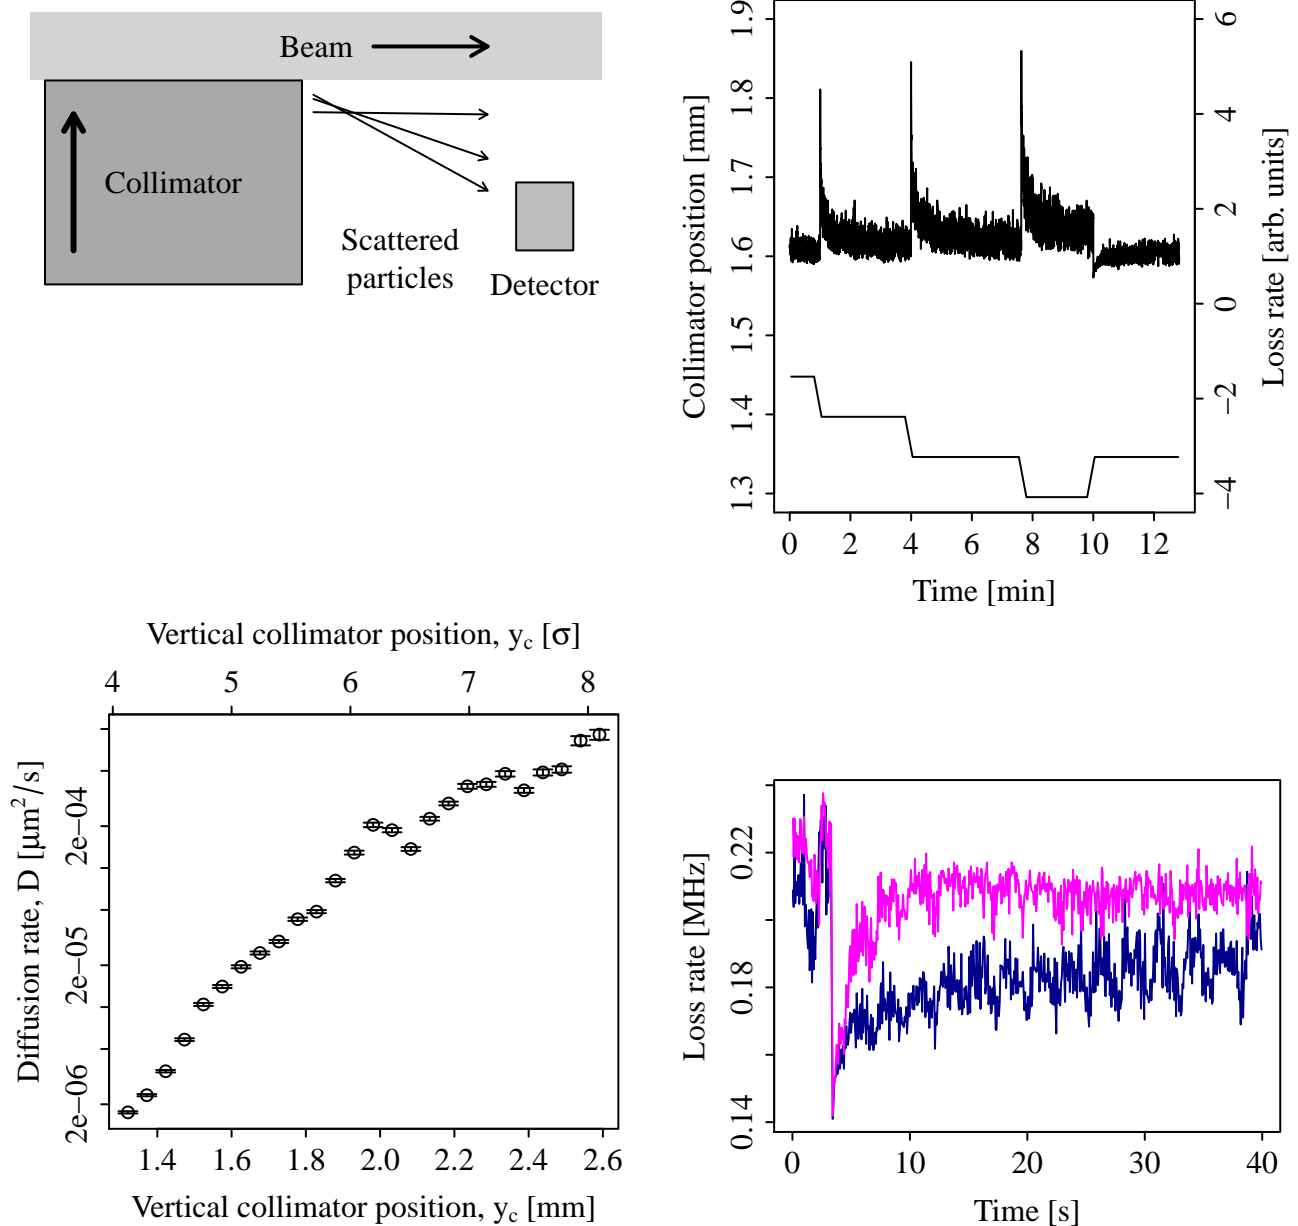 Beam
Collimator
Scattered
particles
Detector
Collimator position [mm]
1.3 1.4 1.5 1.6 1.7 1.8 1.9
Loss rate [arb. units]
−4 −2 0 2 4 6
0 2 4 6 8 10 12
Time [min]
Vertical collimator position, y_c [σ]
4 5 6 7 8
Diffusion rate, D [μm²/s]
2e−06 2e−05 2e−04
1.4 1.6 1.8 2.0 2.2 2.4 2.6
Vertical collimator position, y_c [mm]
Loss rate [MHz]
0.14 0.18 0.22
0 10 20 30 40
Time [s]